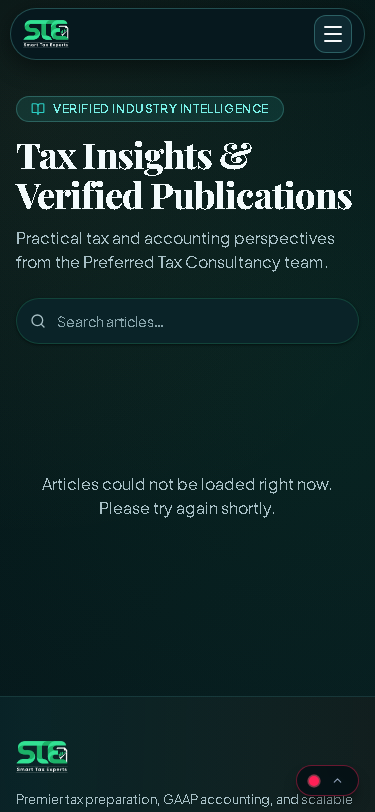 STE
Smart Tax Experts
VERIFIED INDUSTRY INTELLIGENCE
Tax Insights &
Verified Publications
Practical tax and accounting perspectives
from the Preferred Tax Consultancy team.
Search articles...
Articles could not be loaded right now.
Please try again shortly.
STE
Smart Tax Experts
Premier tax preparation, GAAP accounting, and scalable